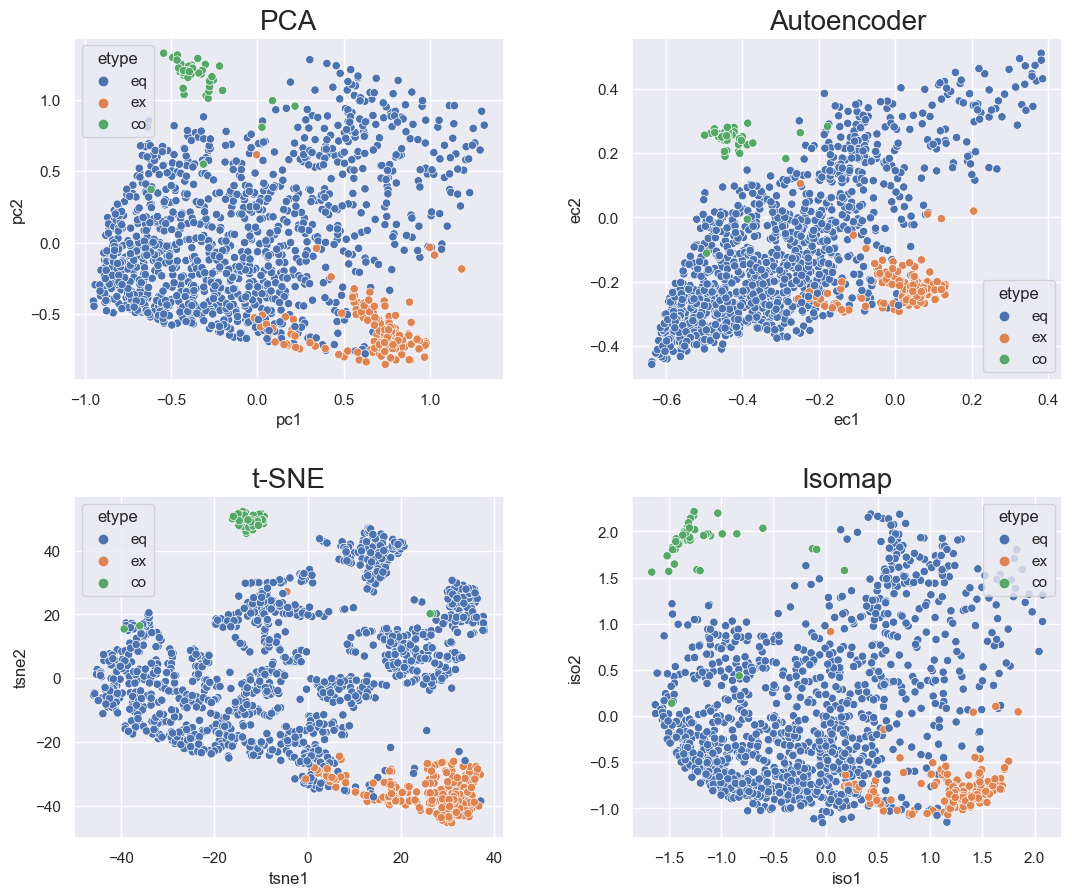 PCA
etype
eq
ex
co
1.0
0.5
0.0
−0.5
pc2
−1.0
−0.5
0.0
0.5
1.0
pc1
Autoencoder
0.4
0.2
0.0
−0.2
−0.4
ec2
etype
eq
ex
co
−0.6
−0.4
−0.2
0.0
0.2
0.4
ec1
t-SNE
etype
eq
ex
co
40
20
0
−20
−40
tsne2
−40
−20
0
20
40
tsne1
Isomap
etype
eq
ex
co
2.0
1.5
1.0
0.5
0.0
−0.5
−1.0
iso2
−1.5
−1.0
−0.5
0.0
0.5
1.0
1.5
2.0
iso1